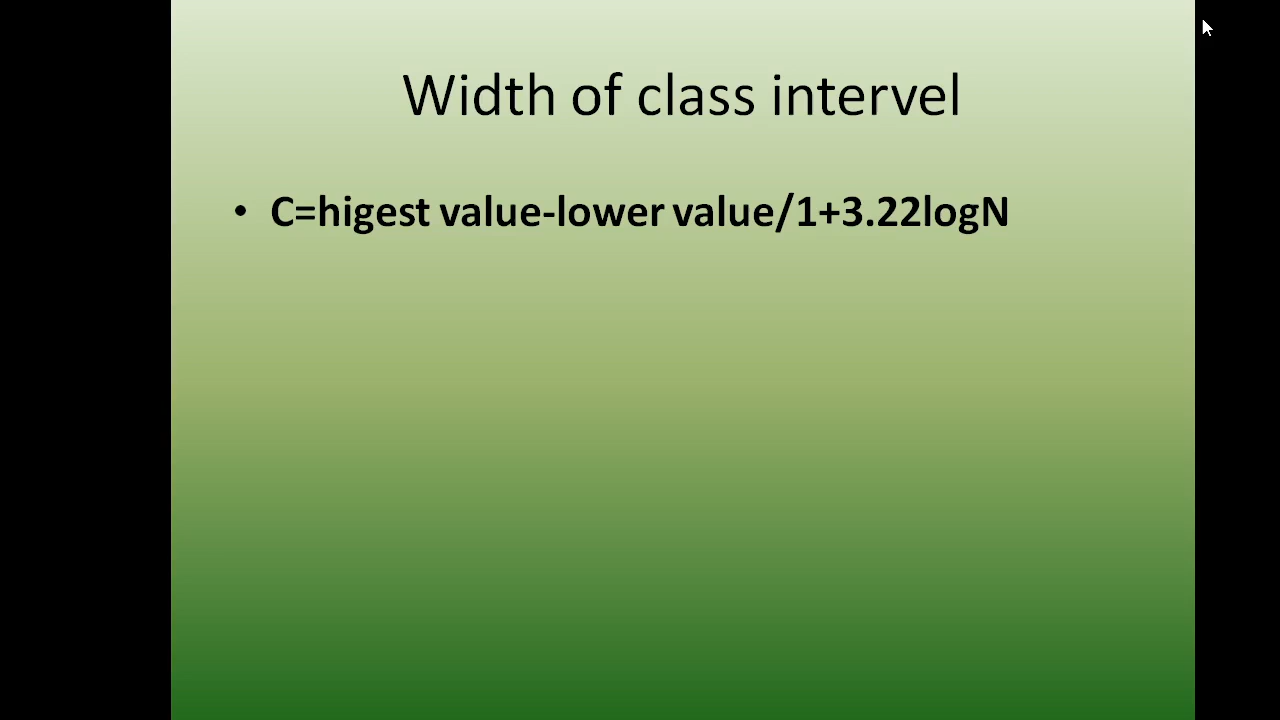 Width of class intervel
• C=higest value-lower value/1+3.22logN